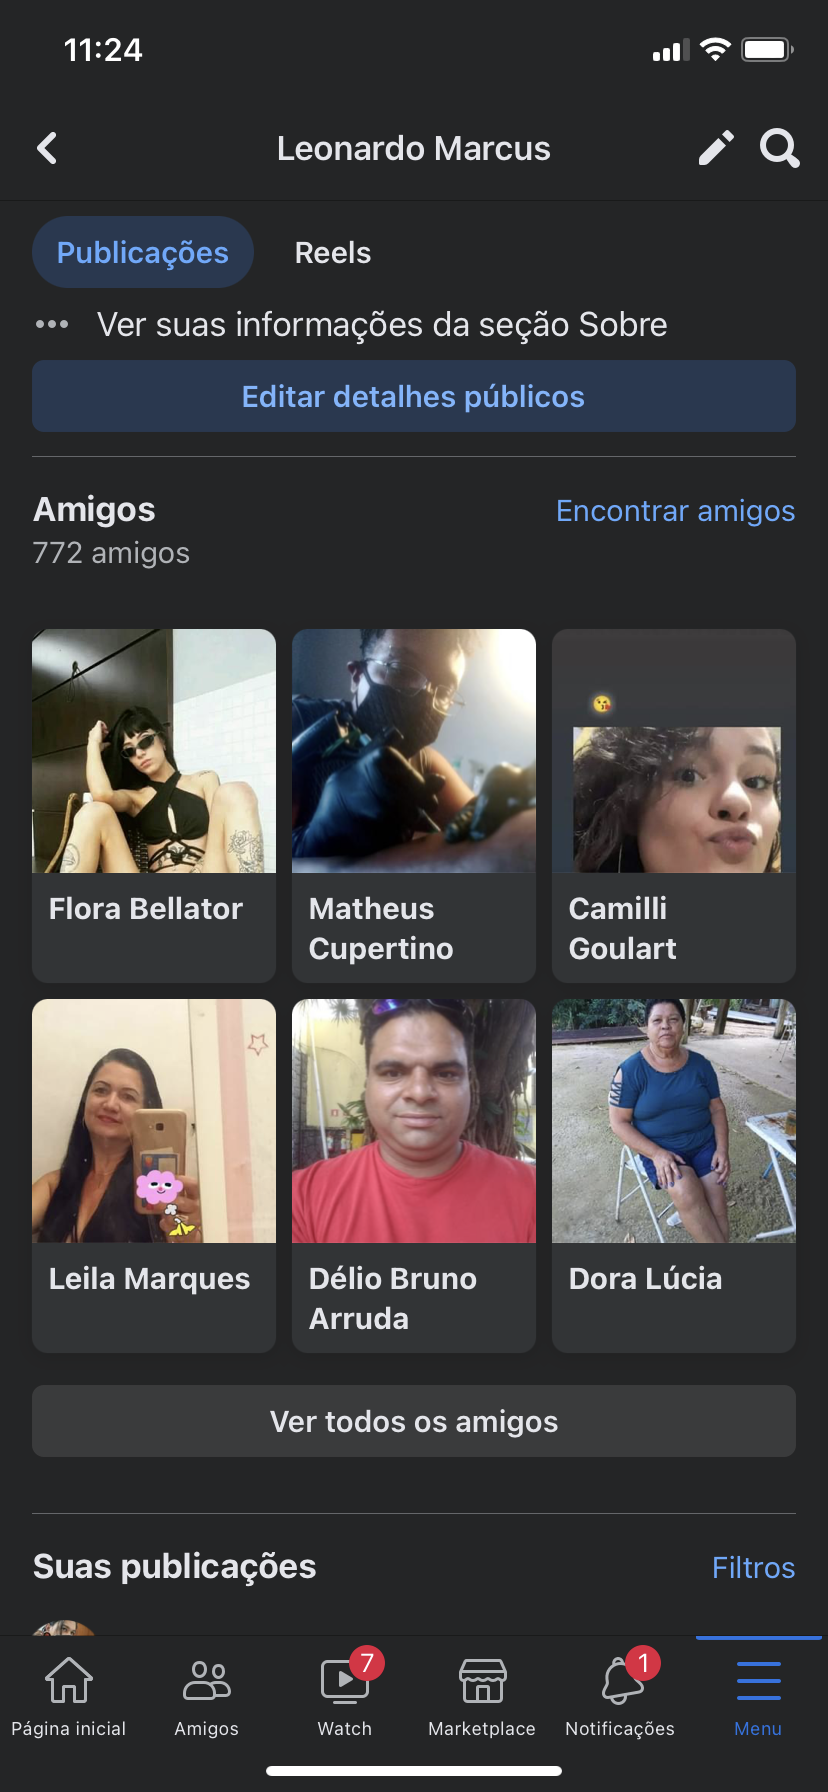 11:24
Leonardo Marcus
Publicações
Reels
Ver suas informações da seção Sobre
Editar detalhes públicos
Amigos
Encontrar amigos
772 amigos
Flora Bellator
Matheus
Cupertino
Camilli
Goulart
Leila Marques
Délio Bruno
Arruda
Dora Lúcia
Ver todos os amigos
Suas publicações
Filtros
7
1
Página inicial
Amigos
Watch
Marketplace
Notificações
Menu